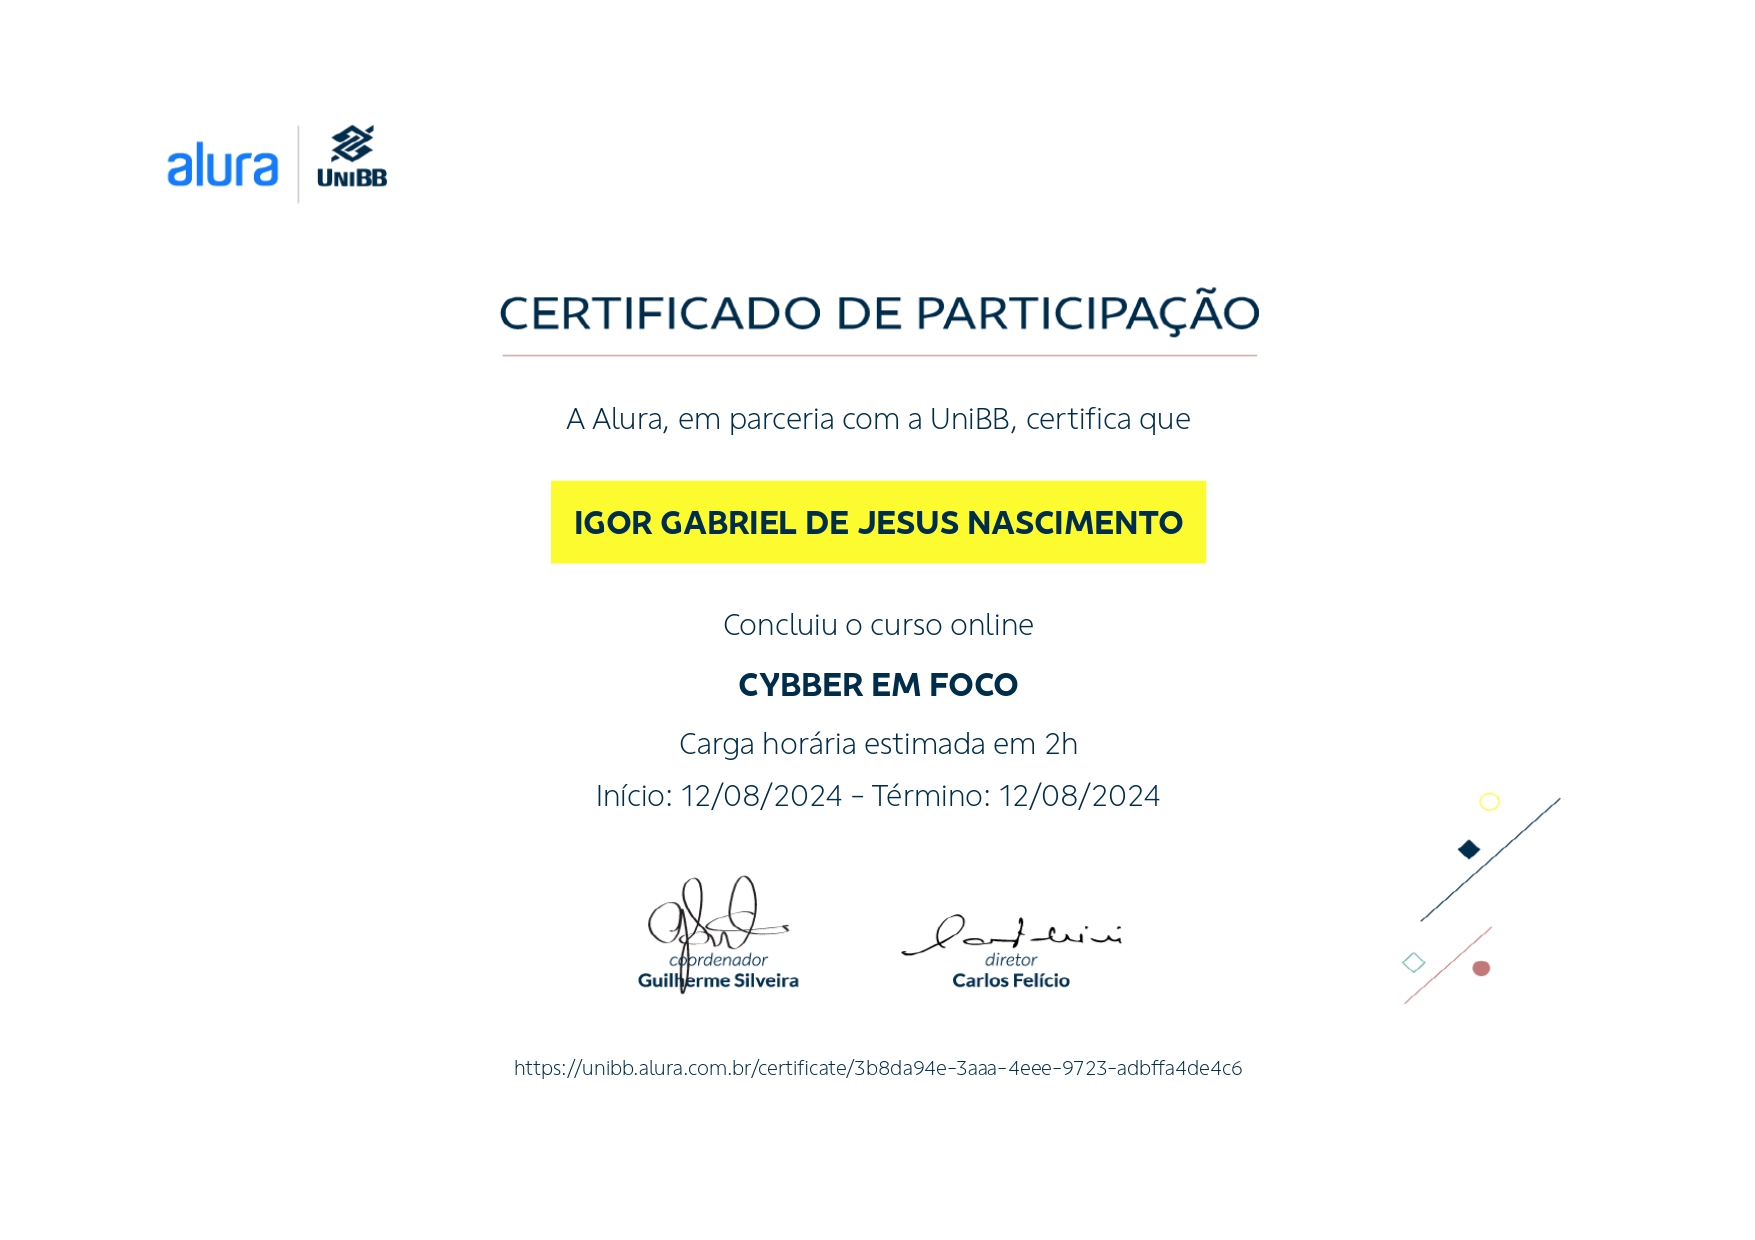 alura
UNIBB
CERTIFICADO DE PARTICIPAÇÃO
A Alura, em parceria com a UniBB, certifica que
IGOR GABRIEL DE JESUS NASCIMENTO
Concluiu o curso online
CYBBER EM FOCO
Carga horária estimada em 2h
Início: 12/08/2024 - Término: 12/08/2024
coordenador
Guilherme Silveira
diretor
Carlos Felício
https://unibb.alura.com.br/certificate/3b8da94e-3aaa-4eee-9723-adbffa4de4c6